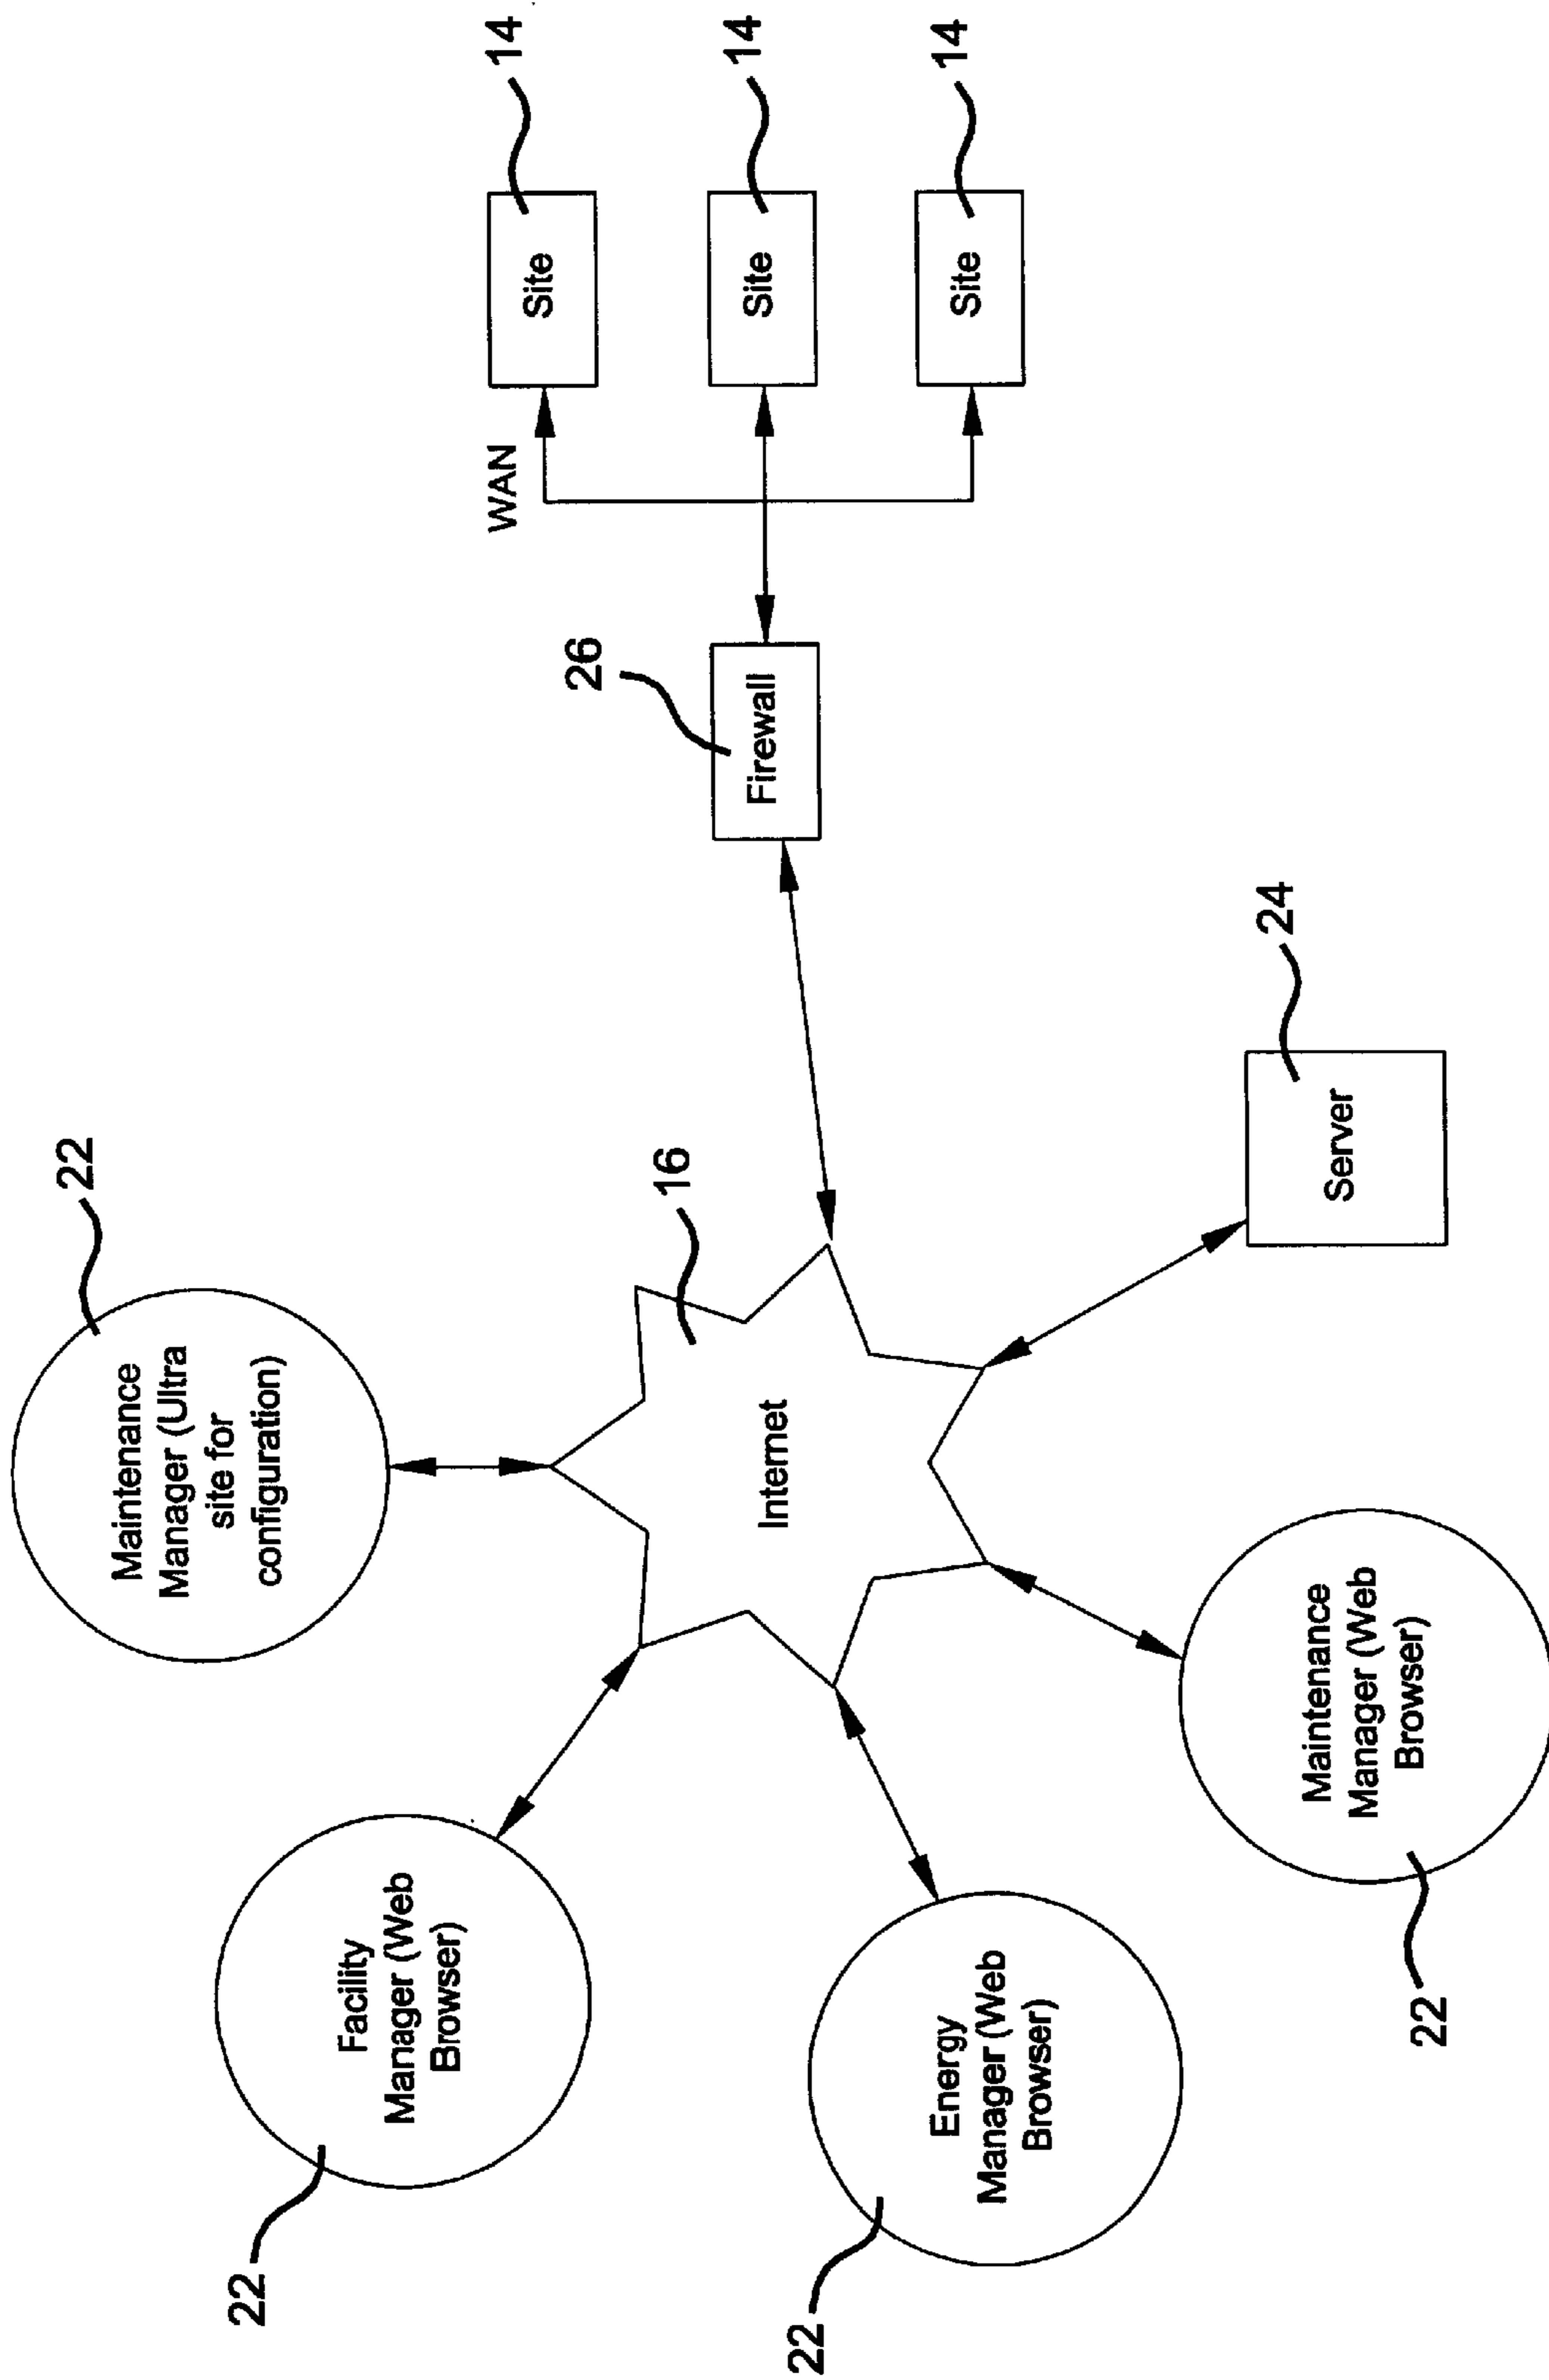 22
Maintenance
Manager (Ultra
site for
configuration)
22
Facility
Manager (Web
Browser)
WAN
Site
14
26
16
Internet
Firewall
Site
14
22
Energy
Manager (Web
Browser)
Site
14
24
Server
Maintenance
Manager (Web
Browser)
22